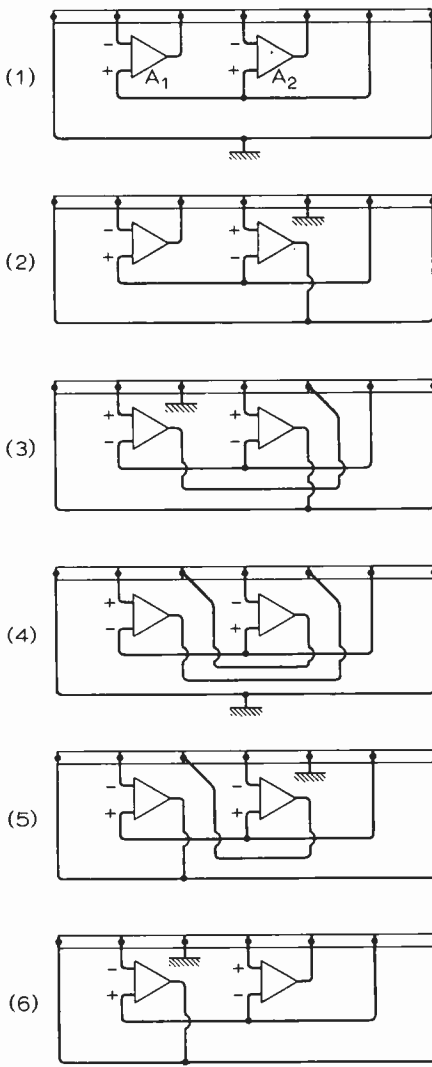 (1)
- + A1 - + A2
(2)
- + + -
(3)
+ - + -
(4)
+ - - +
(5)
- + - +
(6)
- + + -